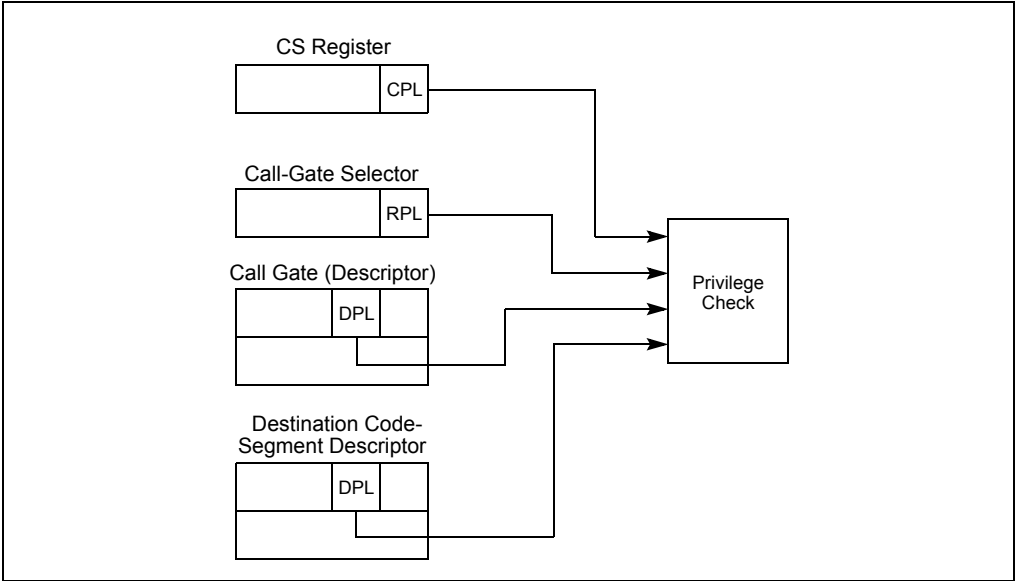 CS Register
CPL
Call-Gate Selector
RPL
Call Gate (Descriptor)
DPL
Privilege
Check
Destination Code-
Segment Descriptor
DPL